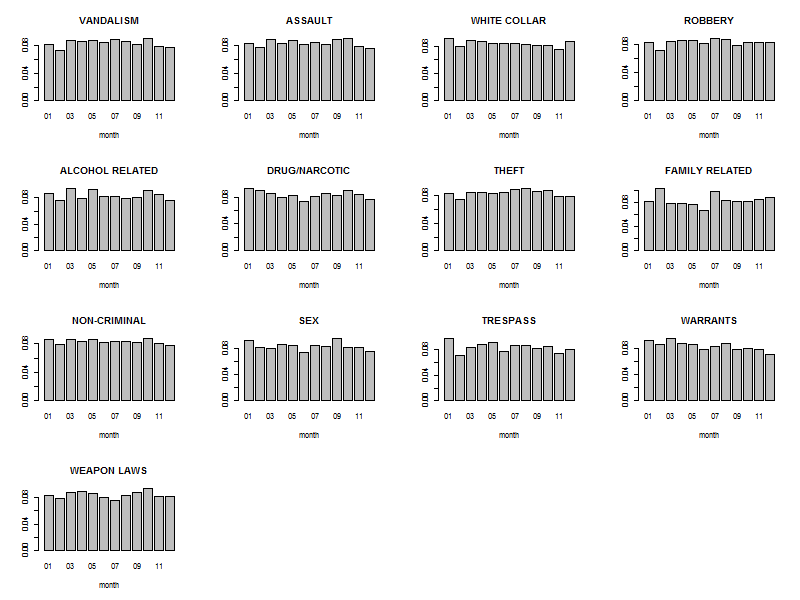 VANDALISM
0.00 0.04 0.08
01 03 05 07 09 11
month
ASSAULT
0.00 0.04 0.08
01 03 05 07 09 11
month
WHITE COLLAR
0.00 0.04 0.08
01 03 05 07 09 11
month
ROBBERY
0.00 0.04 0.08
01 03 05 07 09 11
month
ALCOHOL RELATED
0.00 0.04 0.08
01 03 05 07 09 11
month
DRUG/NARCOTIC
0.00 0.04 0.08
01 03 05 07 09 11
month
THEFT
0.00 0.04 0.08
01 03 05 07 09 11
month
FAMILY RELATED
0.00 0.04 0.08
01 03 05 07 09 11
month
NON-CRIMINAL
0.00 0.04 0.08
01 03 05 07 09 11
month
SEX
0.00 0.04 0.08
01 03 05 07 09 11
month
TRESPASS
0.00 0.04 0.08
01 03 05 07 09 11
month
WARRANTS
0.00 0.04 0.08
01 03 05 07 09 11
month
WEAPON LAWS
0.00 0.04 0.08
01 03 05 07 09 11
month